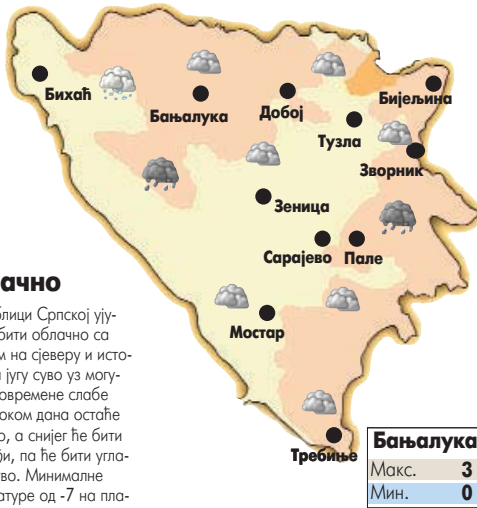 Бихаћ
Бањалука
Добој
Бијељина
Тузла
Зворник
Зеница
Сарајево Пале
Мостар
Требиње
ачно
блици Српској ују-
бити облачно са
м на сјеверу и исто-
југу суво уз могу-
овремене слабе
оком дана остаће
о, а снијег ће бити
ђи, па ће бити угла-
во. Минималне
атуре од -7 на пла-
Бањалука
Макс. 3
Мин. 0